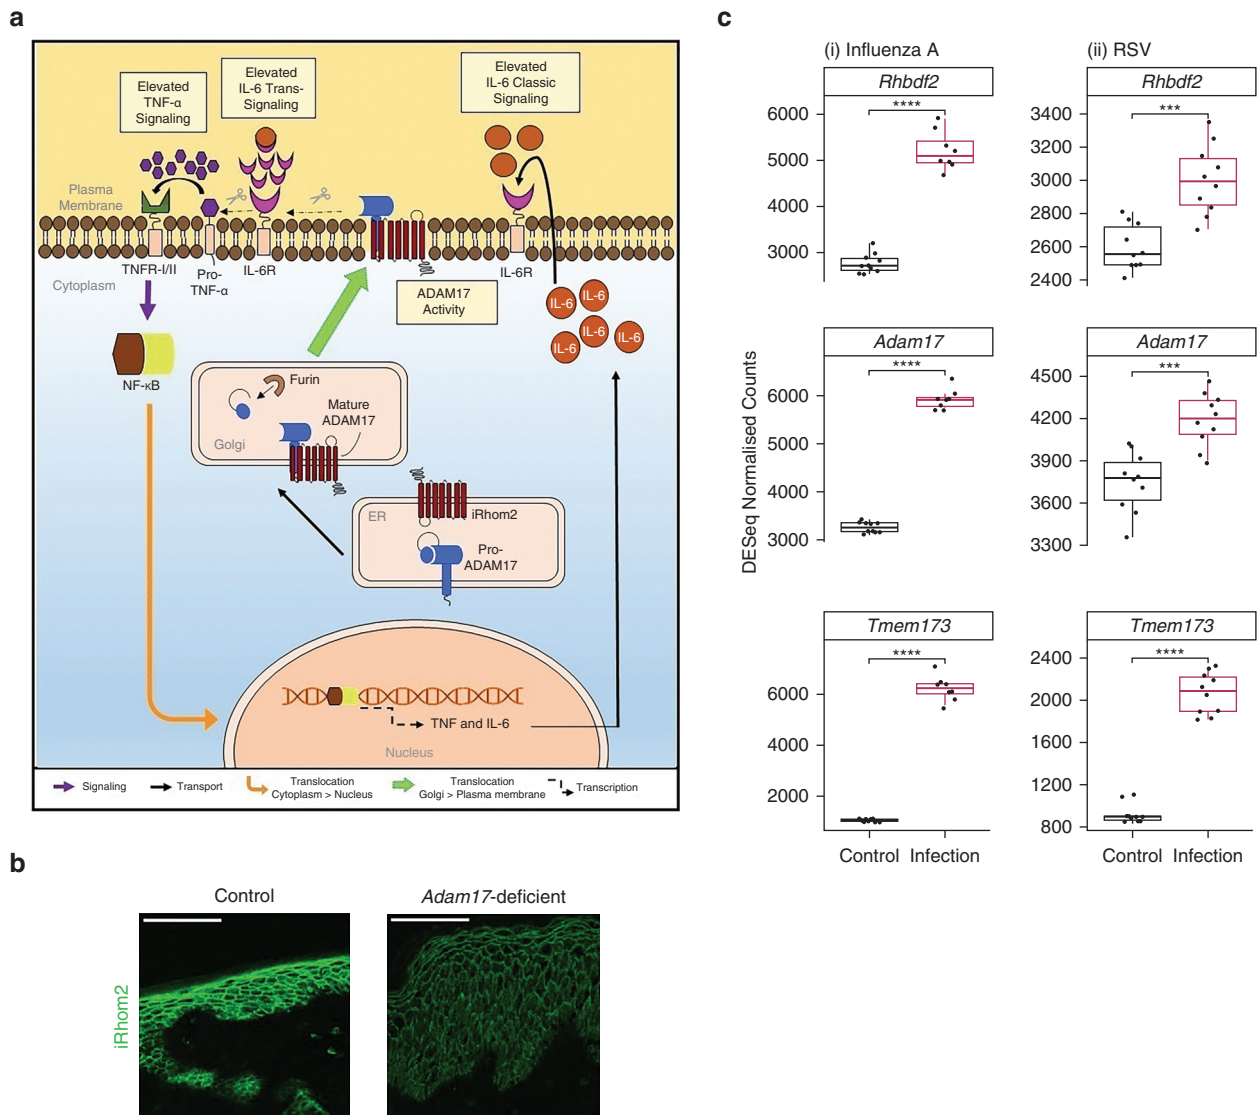 a
Elevated
TNF-α
Signaling
Elevated
IL-6 Trans-
Signaling
Elevated
IL-6 Classic
Signaling
Plasma
Membrane
TNFR-I/II
Pro-
TNF-α
IL-6R
IL-6R
Cytoplasm
ADAM17
Activity
IL-6
IL-6
IL-6
IL-6
IL-6
NF-κB
Furin
Mature
ADAM17
Golgi
ER
iRhom2
Pro-
ADAM17
TNF and IL-6
Nucleus
Signaling
Transport
Translocation
Cytoplasm > Nucleus
Translocation
Golgi > Plasma membrane
Transcription
b
Control
Adam17-deficient
iRhom2
c
(i) Influenza A
(ii) RSV
DESeq Normalised Counts
Rhbdf2
****
6000
5000
3000
Rhbdf2
***
3400
3200
3000
2800
2600
2400
Adam17
****
6000
5000
4000
3000
Adam17
***
4500
4200
3900
3600
3300
Tmem173
****
6000
4000
2000
Tmem173
****
2400
2000
1600
1200
800
Control Infection
Control Infection